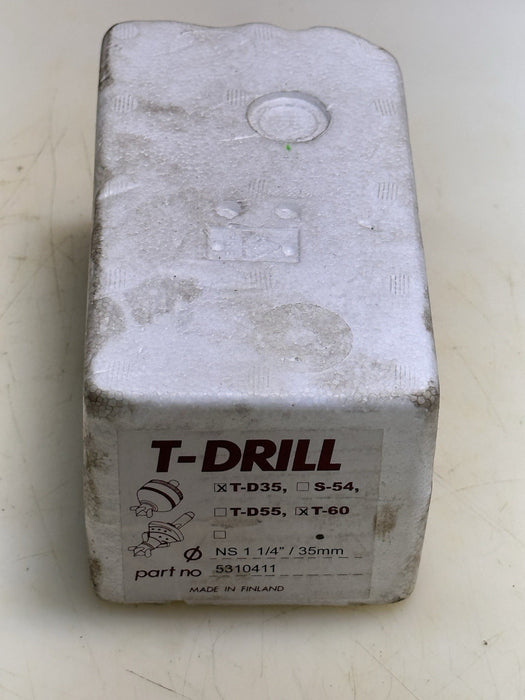 T-DRILL
☒T-D35, ☐S-54,
☐T-D55, ☒T-60
☐
Ø NS 1 1/4" / 35mm
part no 5310411
MADE IN FINLAND